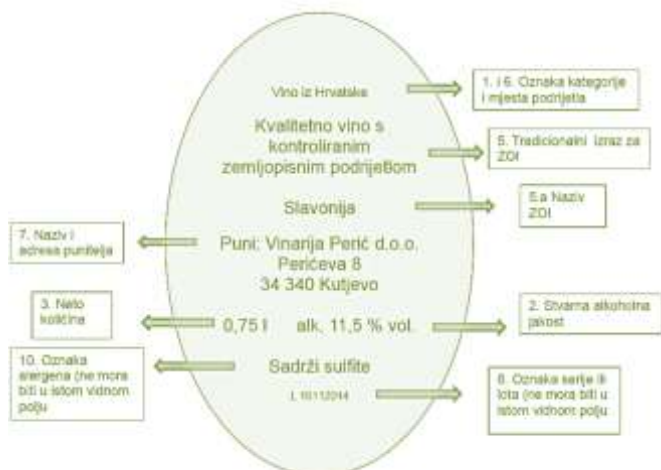 Vino iz Hrvatske
1. i 6. Oznaka kategorije
i mjesta podrijetla
Kvalitetno vino s
kontroliranim
zemljopisnim podrijetlom
5. Tradicionalni izraz za
ZOI
Slavonija
5.a Naziv
ZOI
7. Naziv i
adresa punitelja
Puni: Vinarija Perić d.o.o.
Perićeva 8
34 340 Kutjevo
3. Neto
količina
0,75 l alk. 11,5 % vol.
2. Stvarna alkoholna
jakost
10. Oznaka
alergena (ne mora
biti u istom vidnom
polju
Sadrži sulfite
L 10112014
8. Oznaka serije ili
lota (ne mora biti u
istom vidnom polju